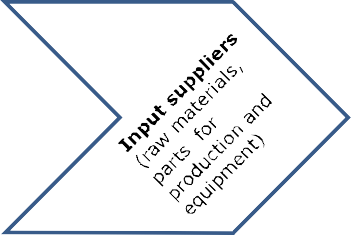 Input suppliers
(raw materials,
parts for
production and
equipment)